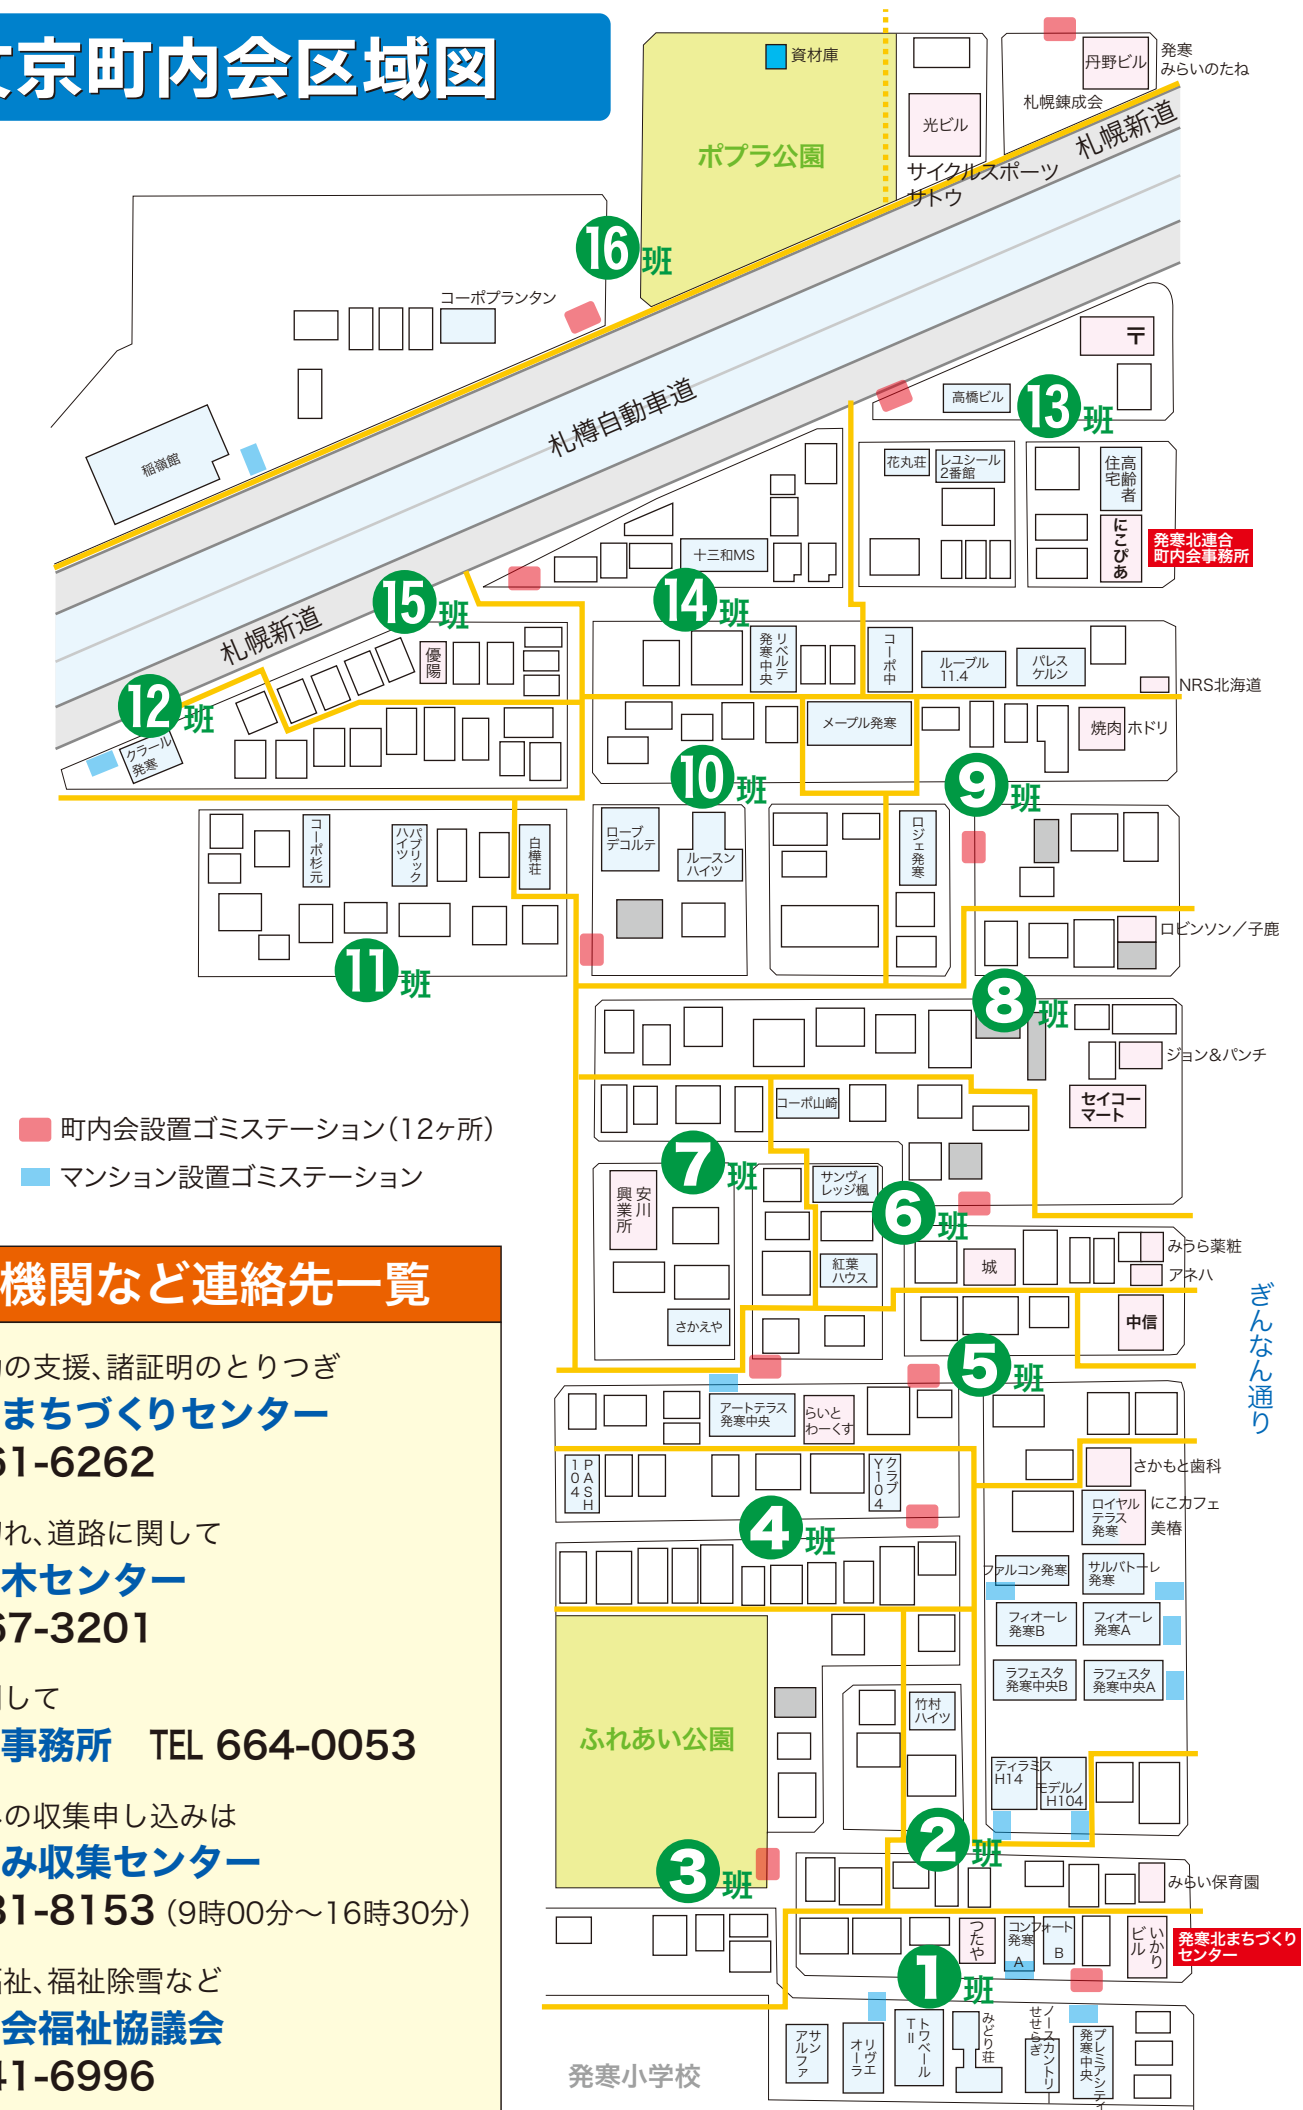 京町内会区域図
資材庫
ポプラ公園
光ビル
サイクルスポーツ
サトウ
丹野ビル
発寒
みらいのたね
札幌錬成会
札幌新道
16班
コーポプランタン
稲嶺館
札樽自動車道
〒
高橋ビル
13班
花丸荘
レユシール
2番館
高齢者
住宅
にこぴあ
発寒北連合
町内会事務所
十三和MS
14班
15班
札幌新道
優陽
リベルテ
発寒中央
コーポ中
ループル
11.4
パレス
ケルン
NRS北海道
12班
クラール
発寒
メープル発寒
焼肉 ホドリ
10班
9班
コーポ杉元
パブリック
ハイツ
白樺荘
ローブ
デコルテ
ルースン
ハイツ
ロジェ発寒
ロビンソン／子鹿
11班
8班
ジョン&パンチ
セイコー
マート
コーポ山崎
町内会設置ゴミステーション(12ヶ所)
マンション設置ゴミステーション
7班
安川
興業所
サンヴィ
レッジ楓
6班
紅葉
ハウス
城
みうら薬粧
アネハ
さかえや
中信
ぎんなん通り
5班
アートテラス
発寒中央
らいと
わーくす
さかもと歯科
PASH
104
クラブ
Y104
4班
ロイヤル
テラス
発寒
にこカフェ
美椿
ファルコン発寒
サルバトーレ
発寒
フィオーレ
発寒B
フィオーレ
発寒A
ラフェスタ
発寒中央B
ラフェスタ
発寒中央A
ふれあい公園
竹村
ハイツ
ティラミス
H14
モデルノ
H104
2班
3班
みらい保育園
つたや
コンフォート
発寒
A
B
いかり
ビル
発寒北まちづくり
センター
1班
サン
アルファ
リヴエ
オーラ
トワベール
TⅡ
みどり荘
ノースカントリ
せせらぎ
プレミアシティ
発寒中央
発寒小学校
機関など連絡先一覧
の支援、諸証明のとりつぎ
まちづくりセンター
61-6262
れ、道路に関して
木センター
67-3201
して
事務所　TEL 664-0053
の収集申し込みは
み収集センター
81-8153 (9時00分〜16時30分)
祉、福祉除雪など
会福祉協議会
41-6996